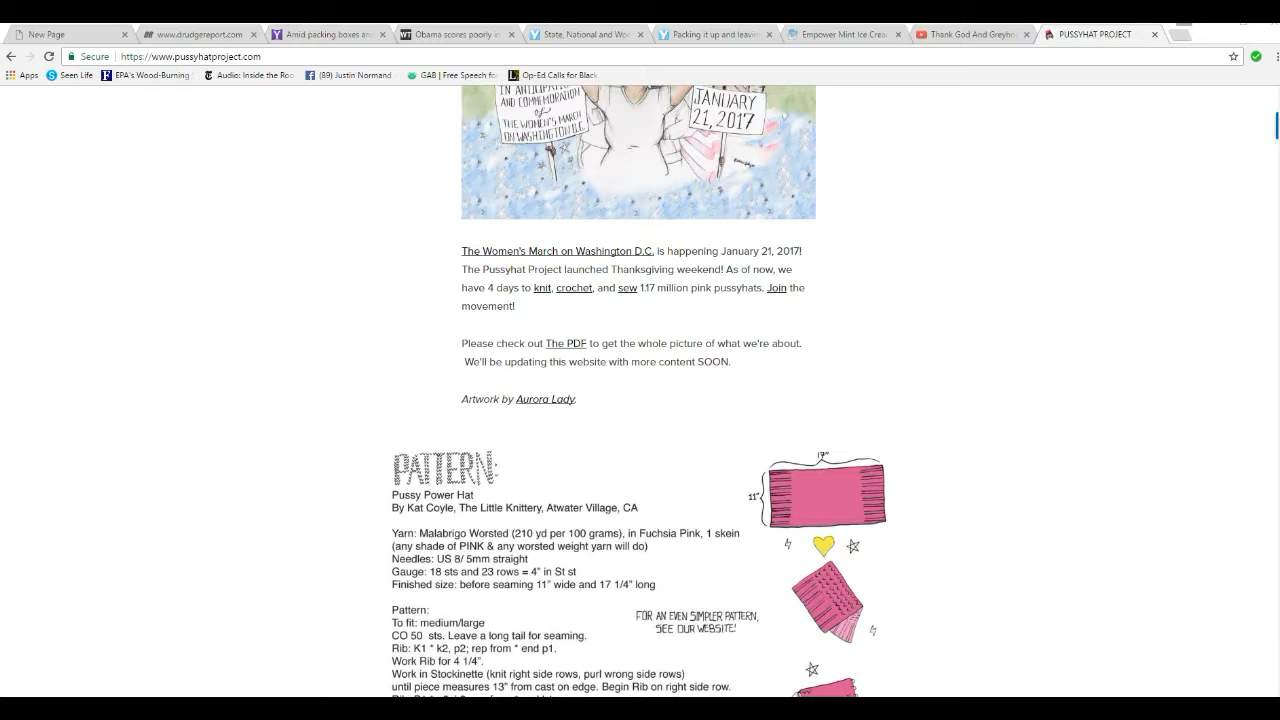 New Page
www.drudgereport.com
Amid packing boxes and
Obama scores poorly in
State, National and Wor
Packing it up and leavin
Empower Mint Ice Crea
Thank God And Greyho
PUSSYHAT PROJECT
Secure
https://www.pussyhatproject.com
Apps
Seen Life
EPA's Wood-Burning
Audio: Inside the Roo
(89) Justin Normand
GAB | Free Speech for
Op-Ed Calls for Black
IN ANTICIPATION
AND COMMEMORATION
of
THE WOMEN'S MARCH
ON WASHINGTON D.C.
JANUARY
21, 2017
The Women's March on Washington D.C. is happening January 21, 2017!
The Pussyhat Project launched Thanksgiving weekend! As of now, we
have 4 days to knit, crochet, and sew 1.17 million pink pussyhats. Join the
movement!
Please check out The PDF to get the whole picture of what we're about.
We'll be updating this website with more content SOON.
Artwork by Aurora Lady.
PATTERN:
Pussy Power Hat
By Kat Coyle, The Little Knittery, Atwater Village, CA
Yarn: Malabrigo Worsted (210 yd per 100 grams), in Fuchsia Pink, 1 skein
(any shade of PINK & any worsted weight yarn will do)
Needles: US 8/ 5mm straight
Gauge: 18 sts and 23 rows = 4" in St st
Finished size: before seaming 11" wide and 17 1/4" long
17"
11"
Pattern:
To fit: medium/large
CO 50 sts. Leave a long tail for seaming.
Rib: K1 * k2, p2; rep from * end p1.
Work Rib for 4 1/4".
Work in Stockinette (knit right side rows, purl wrong side rows)
until piece measures 13" from cast on edge. Begin Rib on right side row.
FOR AN EVEN SIMPLER PATTERN,
SEE OUR WEBSITE!